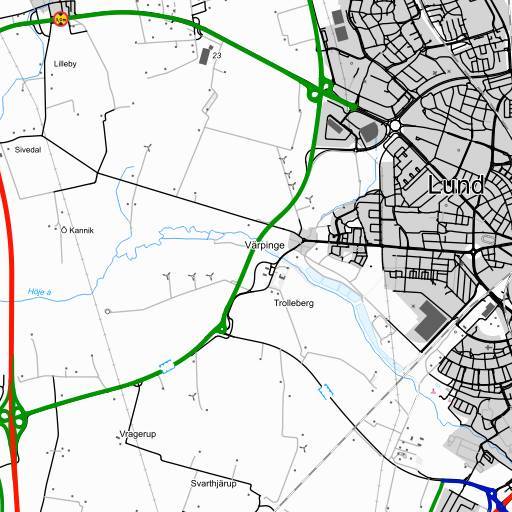 23
Lilleby
Sivedal
Lund
Ö Kannik
Värpinge
Höje å
Trolleberg
Vragerup
Svarthjärup